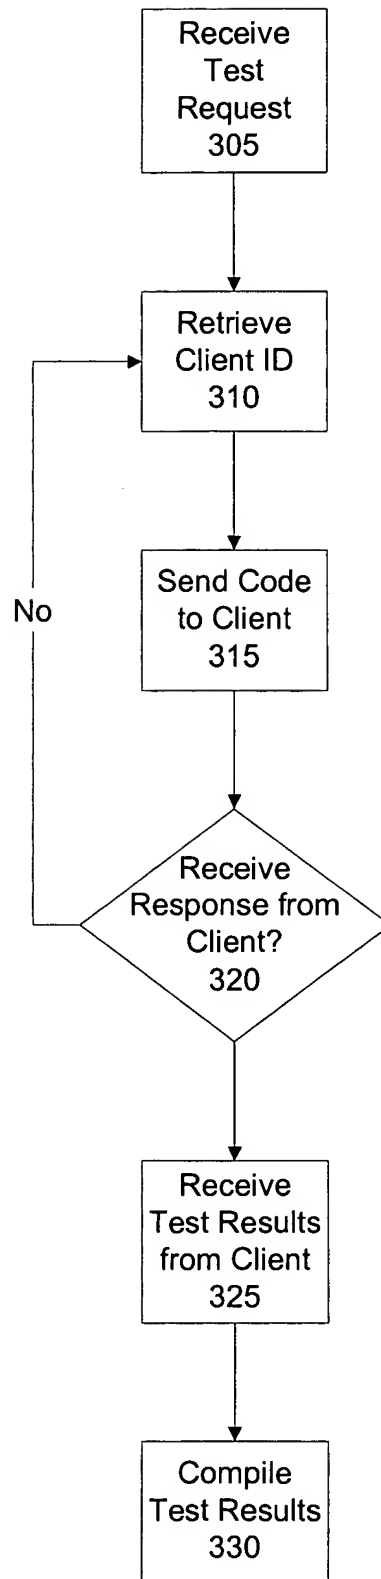 Receive
Test
Request
305
Retrieve
Client ID
310
Send Code
to Client
315
No
Receive
Response from
Client?
320
Receive
Test Results
from Client
325
Compile
Test Results
330